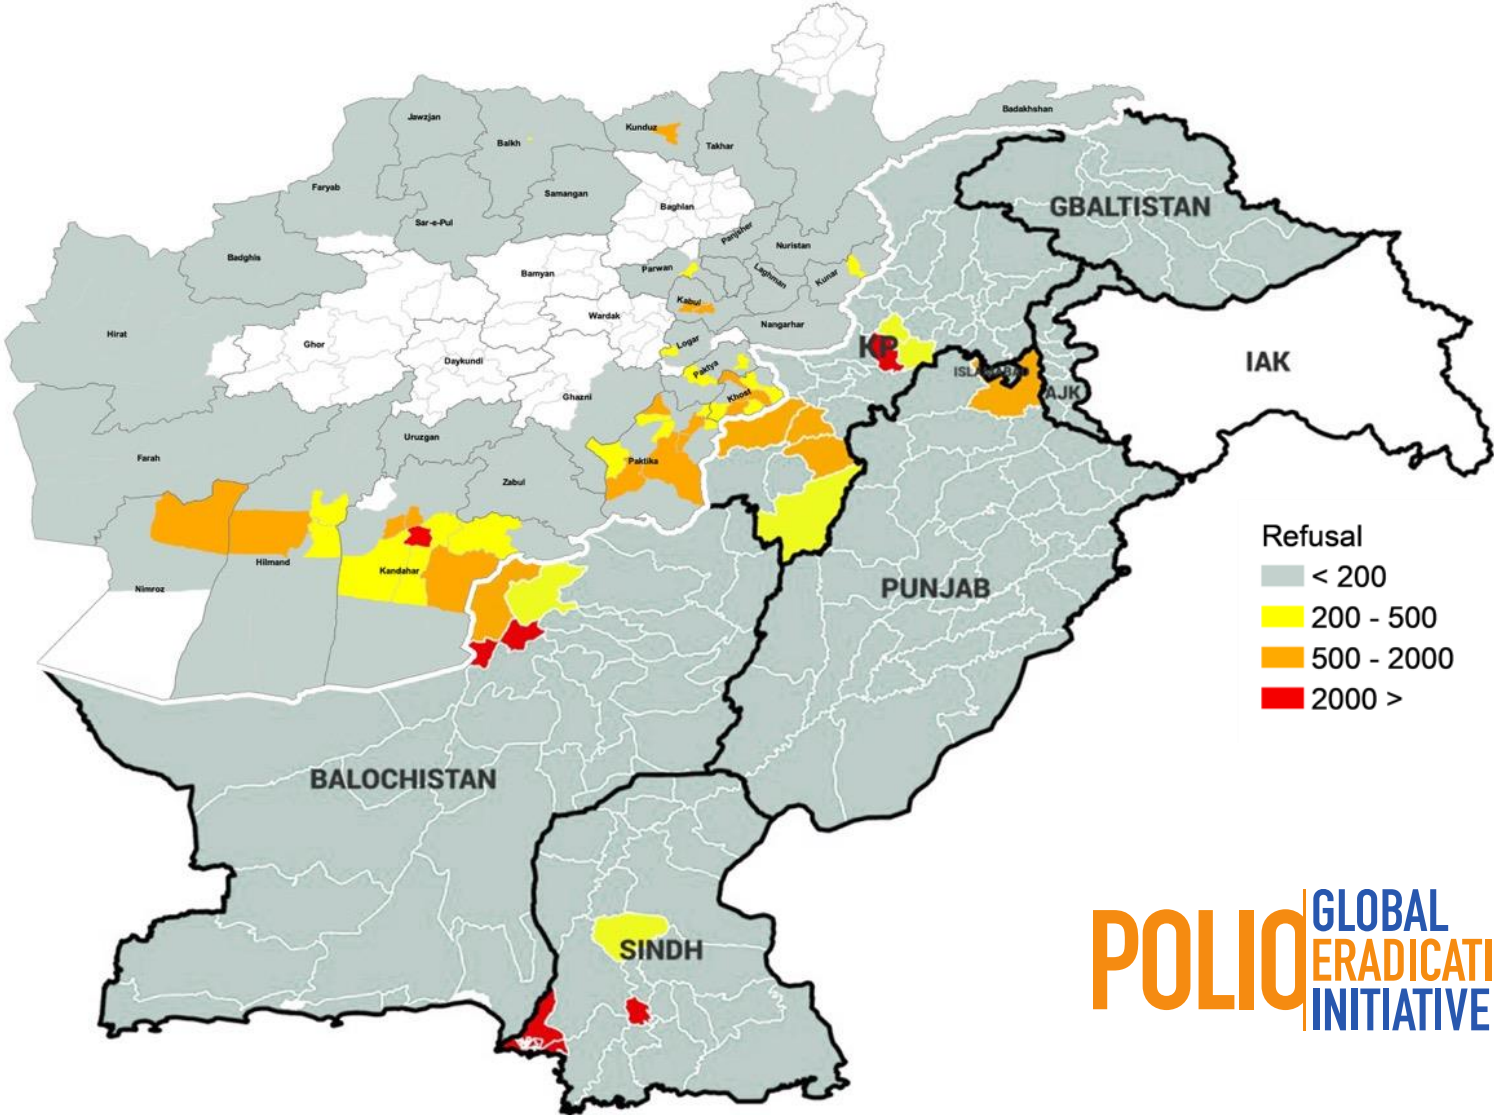 Badakhshan
Jawzjan
Kunduz
Balkh
Takhar
Faryab
Samangan
GBALTISTAN
Baghlan
Sar-e-Pul
Panjsher
Nuristan
Badghis
Parwan
Bamyan
Laghman
Kunar
Kabul
Wardak
Nangarhar
Hirat
Logar
Ghor
KP
Daykundi
IAK
Paktya
ISLAMABAD
Ghazni
Khost
AJK
Uruzgan
Farah
Paktika
Zabul
Hilmand
Kandahar
Nimroz
PUNJAB
BALOCHISTAN
SINDH
Refusal
< 200
200 - 500
500 - 2000
2000 >
POLIO
GLOBAL
ERADICATI
INITIATIVE